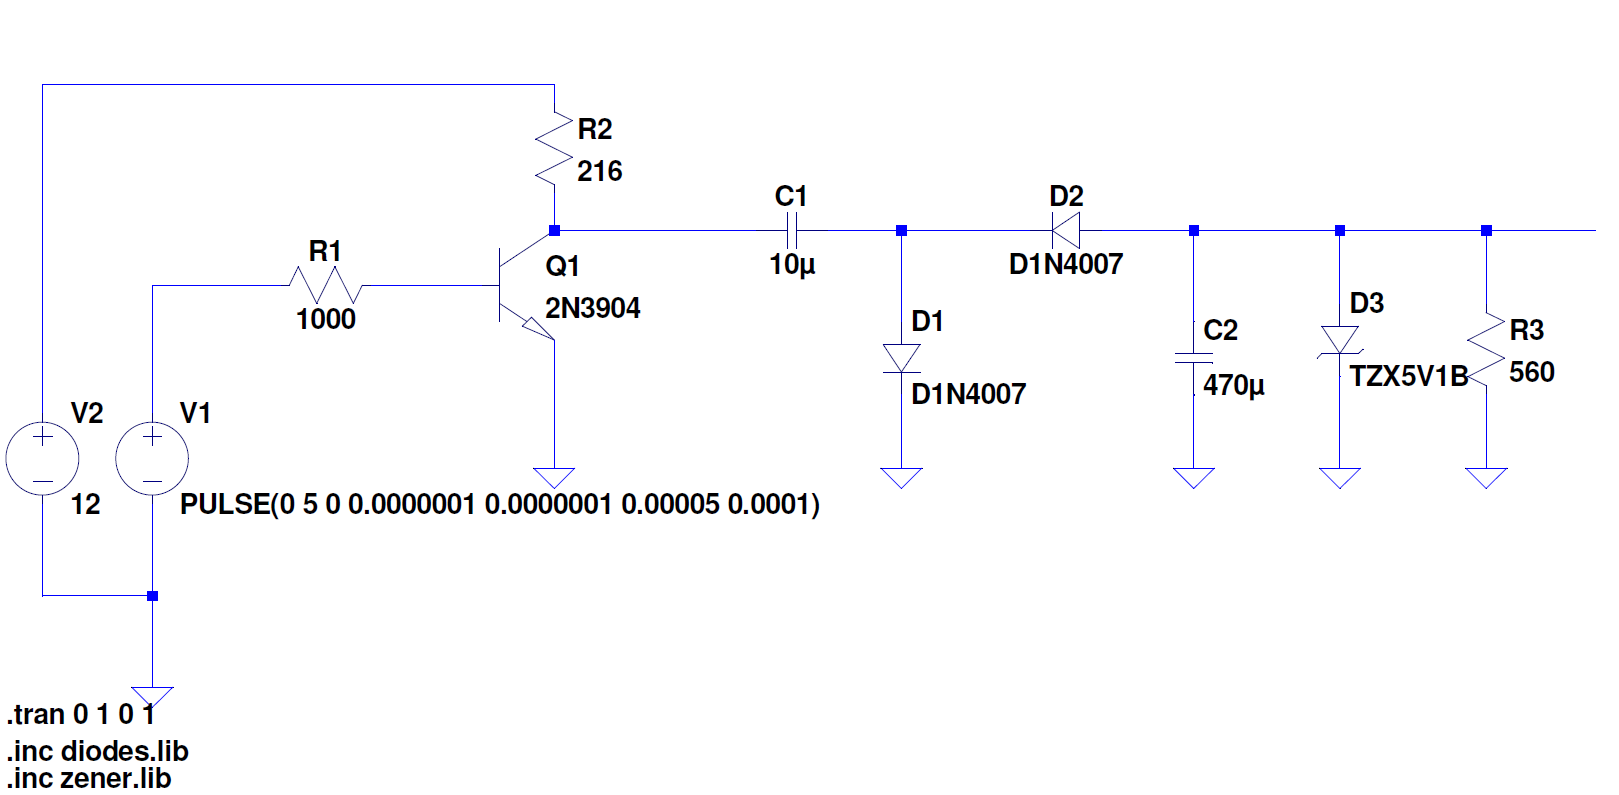 R2
216
C1
10µ
D2
D1N4007
R1
1000
Q1
2N3904
D1
D1N4007
C2
470µ
D3
TZX5V1B
R3
560
V2
12
V1
PULSE(0 5 0 0.0000001 0.0000001 0.00005 0.0001)
.tran 0 1 0 1
.inc diodes.lib
.inc zener.lib